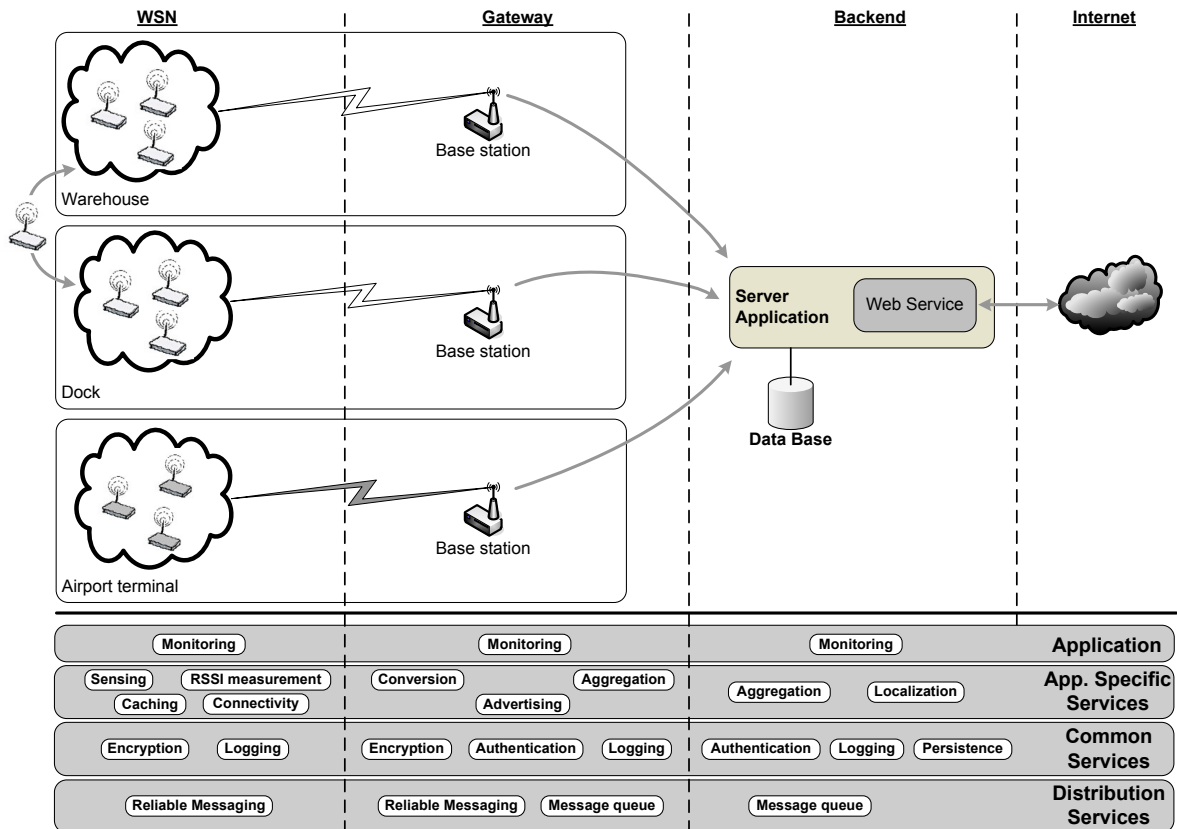 WSN
Gateway
Backend
Internet
Base station
Warehouse
Base station
Dock
Server
Application
Web Service
Data Base
Base station
Airport terminal
Monitoring
Monitoring
Monitoring
Application
Sensing
RSSI measurement
Caching
Connectivity
Conversion
Aggregation
Advertising
Aggregation
Localization
App. Specific
Services
Encryption
Logging
Encryption
Authentication
Logging
Authentication
Logging
Persistence
Common
Services
Reliable Messaging
Reliable Messaging
Message queue
Message queue
Distribution
Services